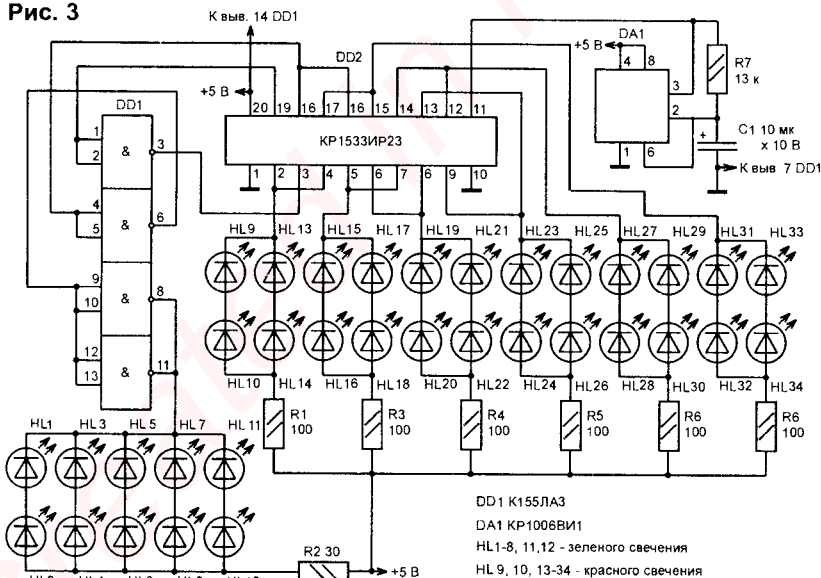 Рис. 3
К выв. 14 DD1
DD2
+5 В
20 19 16 17 16 15 14 13 12 11
КР1533ИР23
1 2 3 4 5 6 7 6 9 10
DA1
+5 В
4 8
3
2
1 6
R7
13 к
+
C1 10 мк
х 10 В
К выв 7 DD1
DD1
1
2
&
3
4
5
&
6
9
10
&
8
12
13
&
11
HL9 HL13 HL15 HL17 HL19 HL21 HL23 HL25 HL27 HL29 HL31 HL33
HL10 HL14 HL16 HL18 HL20 HL22 HL24 HL26 HL28 HL30 HL32 HL34
R1
100
R3
100
R4
100
R5
100
R6
100
R6
100
HL1 HL3 HL5 HL7 HL11
R2 30
+5 В
DD1 К155ЛА3
DA1 КР1006ВИ1
HL1-8, 11,12 - зеленого свечения
HL 9, 10, 13-34 - красного свечения